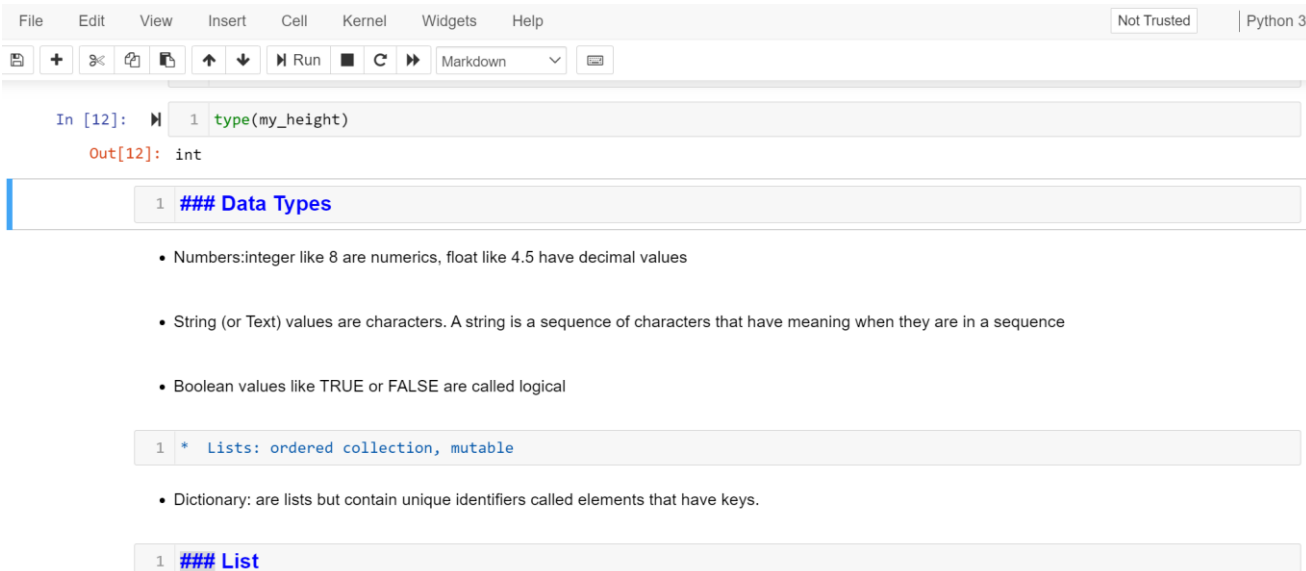 File Edit View Insert Cell Kernel Widgets Help Not Trusted Python 3
Run Markdown
In [12]: 1 type(my_height)
Out[12]: int
1 ### Data Types
• Numbers:integer like 8 are numerics, float like 4.5 have decimal values
• String (or Text) values are characters. A string is a sequence of characters that have meaning when they are in a sequence
• Boolean values like TRUE or FALSE are called logical
1 * Lists: ordered collection, mutable
• Dictionary: are lists but contain unique identifiers called elements that have keys.
1 ### List